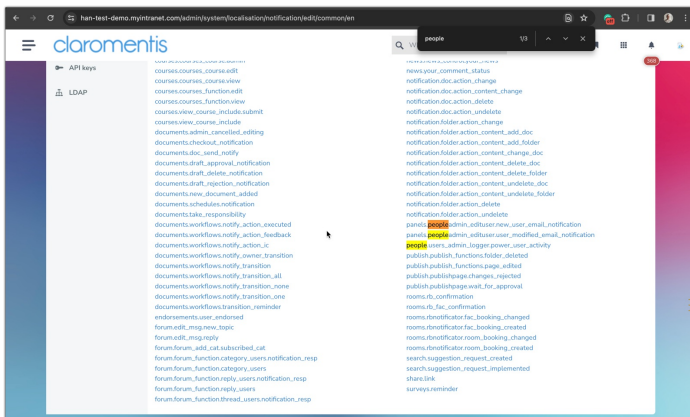 han-test-demo.myintranet.com/admin/system/localisation/notification/edit/common/en
people
1/3
claromentis
368
API keys
LDAP
courses.courses_course.edit
courses.courses_course.view
courses.courses_function.edit
courses.courses_function.view
courses.view_course_include.submit
courses.view_course_include
documents.admin_cancelled_editing
documents.checkout_notification
documents.doc_send_notify
documents.draft_approval_notification
documents.draft_delete_notification
documents.draft_rejection_notification
documents.new_document_added
documents.schedules.notification
documents.take_responsibility
documents.workflows.notify_action_executed
documents.workflows.notify_action_feedback
documents.workflows.notify_action_ic
documents.workflows.notify_owner_transition
documents.workflows.notify_transition
documents.workflows.notify_transition_all
documents.workflows.notify_transition_none
documents.workflows.notify_transition_one
documents.workflows.transition_reminder
endorsements.user_endorsed
forum.edit_msg.new_topic
forum.edit_msg.reply
forum.forum_add_cat.subscribed_cat
forum.forum_function.category_users.notification_resp
forum.forum_function.category_users
forum.forum_function.reply_users.notification_resp
forum.forum_function.reply_users
forum.forum_function.thread_users.notification_resp
news.your_comment_status
notification.doc.action_change
notification.doc.action_content_change
notification.doc.action_delete
notification.doc.action_undelete
notification.folder.action_change
notification.folder.action_content_add_doc
notification.folder.action_content_add_folder
notification.folder.action_content_change_doc
notification.folder.action_content_delete_doc
notification.folder.action_content_delete_folder
notification.folder.action_content_undelete_doc
notification.folder.action_content_undelete_folder
notification.folder.action_delete
notification.folder.action_undelete
panels.peopleadmin_edituser.new_user_email_notification
panels.peopleadmin_edituser.user_modified_email_notification
people.users_admin_logger.power_user_activity
publish.publish_functions.folder_deleted
publish.publish_functions.page_edited
publish.publishpage.changes_rejected
publish.publishpage.wait_for_approval
rooms.rb_confirmation
rooms.rb_fac_confirmation
rooms.rbnotificator.fac_booking_changed
rooms.rbnotificator.fac_booking_created
rooms.rbnotificator.room_booking_changed
rooms.rbnotificator.room_booking_created
search.suggestion_request_created
search.suggestion_request_implemented
share.link
surveys.reminder